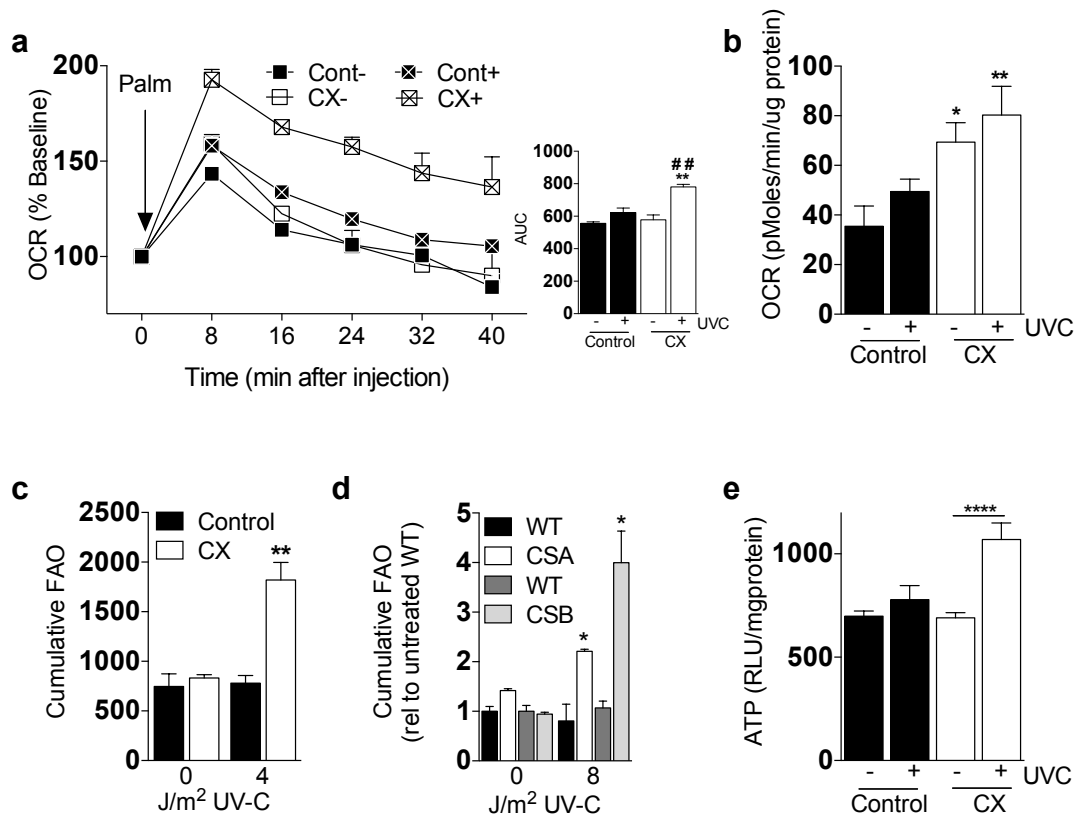 a
OCR (% Baseline)
200
150
100
Palm
Cont-
Cont+
CX-
CX+
0
8
16
24
32
40
Time (min after injection)
AUC
1000
800
600
400
200
0
##
**
- + - + UVC
Control CX
b
OCR (pMoles/min/ug protein)
100
80
60
40
20
0
*
**
- + - + UVC
Control CX
c
Cumulative FAO
2500
2000
1500
1000
500
0
Control
CX
**
0 4
J/m² UV-C
d
Cumulative FAO
(rel to untreated WT)
5
4
3
2
1
0
WT
CSA
WT
CSB
*
*
0 8
J/m² UV-C
e
ATP (RLU/mgprotein)
1000
500
0
****
- + - + UVC
Control CX